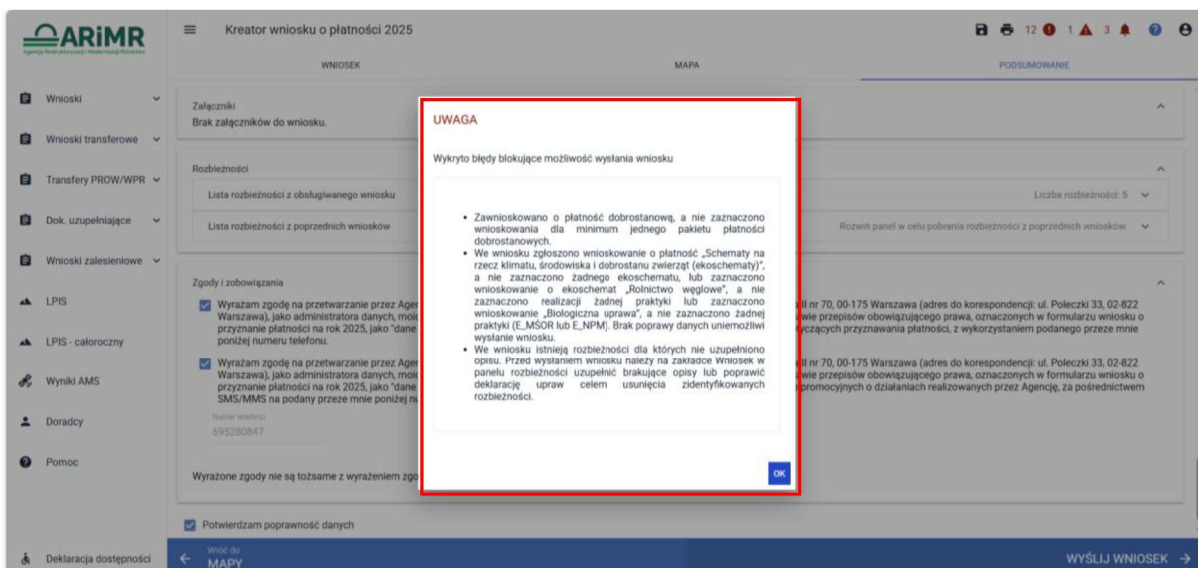 ARiMR
Agencja Restrukturyzacji i Modernizacji Rolnictwa
Kreator wniosku o płatności 2025
12 1 3
WNIOSEK
MAPA
PODSUMOWANIE
Wnioski
Wnioski transferowe
Transfery PROW/WPR
Dok. uzupełniające
Wnioski zalesieniowe
LPIS
LPIS - całoroczny
Wyniki AMS
Doradcy
Pomoc
Deklaracja dostępności
Załączniki
Brak załączników do wniosku.
Rozbieżności
Lista rozbieżności z obsługiwanego wniosku
Liczba rozbieżności: 5
Lista rozbieżności z poprzednich wniosków
Rozwiń panel w celu pobrania rozbieżności z poprzednich wniosków
Zgody i zobowiązania
Wyrażam zgodę na przetwarzanie przez Agen
II nr 70, 00-175 Warszawa (adres do korespondencji: ul. Poleczki 33, 02-822
Warszawa), jako administratora danych, moic
wie przepisów obowiązującego prawa, oznaczonych w formularzu wniosku o
przyznanie płatności na rok 2025, jako "dane
yczących przyznawania płatności, z wykorzystaniem podanego przeze mnie
poniżej numeru telefonu.
Wyrażam zgodę na przetwarzanie przez Agen
II nr 70, 00-175 Warszawa (adres do korespondencji: ul. Poleczki 33, 02-822
Warszawa), jako administratora danych, moic
wie przepisów obowiązującego prawa, oznaczonych w formularzu wniosku o
przyznanie płatności na rok 2025, jako "dane
promocyjnych o działaniach realizowanych przez Agencję, za pośrednictwem
SMS/MMS na podany przeze mnie poniżej nu
Numer telefonu
695280847
Wyrażone zgody nie są tożsame z wyrażeniem zgo
Potwierdzam poprawność danych
Wróć do
MAPY
WYŚLIJ WNIOSEK
UWAGA
Wykryto błędy blokujące możliwość wysłania wniosku
• Zawnioskowano o płatność dobrostanową, a nie zaznaczono
wnioskowania dla minimum jednego pakietu płatności
dobrostanowych.
• We wniosku zgłoszono wnioskowanie o płatność „Schematy na
rzecz klimatu, środowiska i dobrostanu zwierząt (ekoschematy)”,
a nie zaznaczono żadnego ekoschematu, lub zaznaczono
wnioskowanie o ekoschemat „Rolnictwo węglowe”, a nie
zaznaczono realizacji żadnej praktyki lub zaznaczono
wnioskowanie „Biologiczna uprawa”, a nie zaznaczono żadnej
praktyki (E_MŚOR lub E_NPM). Brak poprawy danych uniemożliwi
wysłanie wniosku.
• We wniosku istnieją rozbieżności dla których nie uzupełniono
opisu. Przed wysłaniem wniosku należy na zakładce Wniosek w
panelu rozbieżności uzupełnić brakujące opisy lub poprawić
deklarację upraw celem usunięcia zidentyfikowanych
rozbieżności.
OK